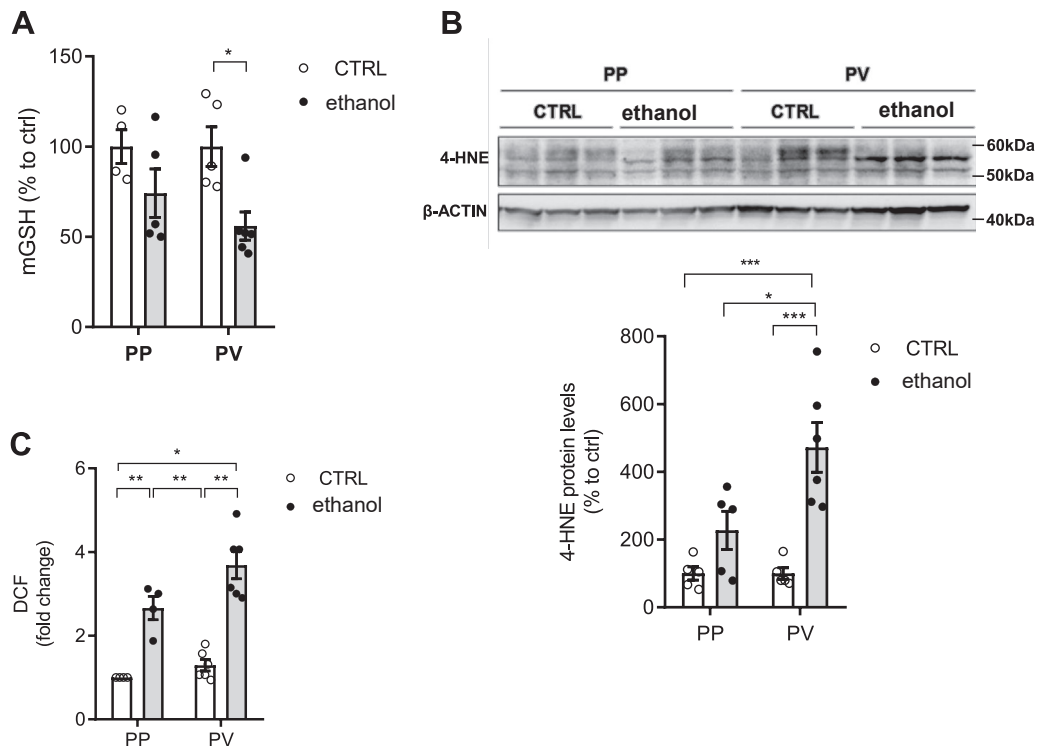 A
150
100
50
0
mGSH (% to ctrl)
*
CTRL
ethanol
PP
PV
B
PP
PV
CTRL
ethanol
CTRL
ethanol
4-HNE
60kDa
50kDa
β-ACTIN
40kDa
***
*
***
800
600
400
200
0
4-HNE protein levels
(% to ctrl)
CTRL
ethanol
PP
PV
C
6
4
2
0
DCF
(fold change)
*
**
**
**
CTRL
ethanol
PP
PV